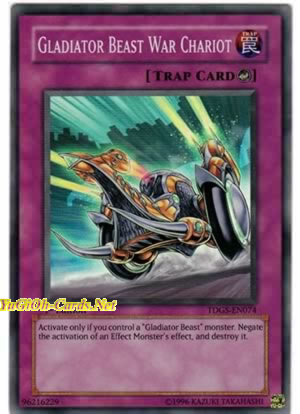 GLADIATOR BEAST WAR CHARIOT
TRAP
罠
[TRAP CARD]
YuGiOh-Cards.Net
TDGS-EN074
Activate only if you control a "Gladiator Beast" monster. Negate
the activation of an Effect Monster's effect, and destroy it.
96216229
©1996 KAZUKI TAKAHASHI